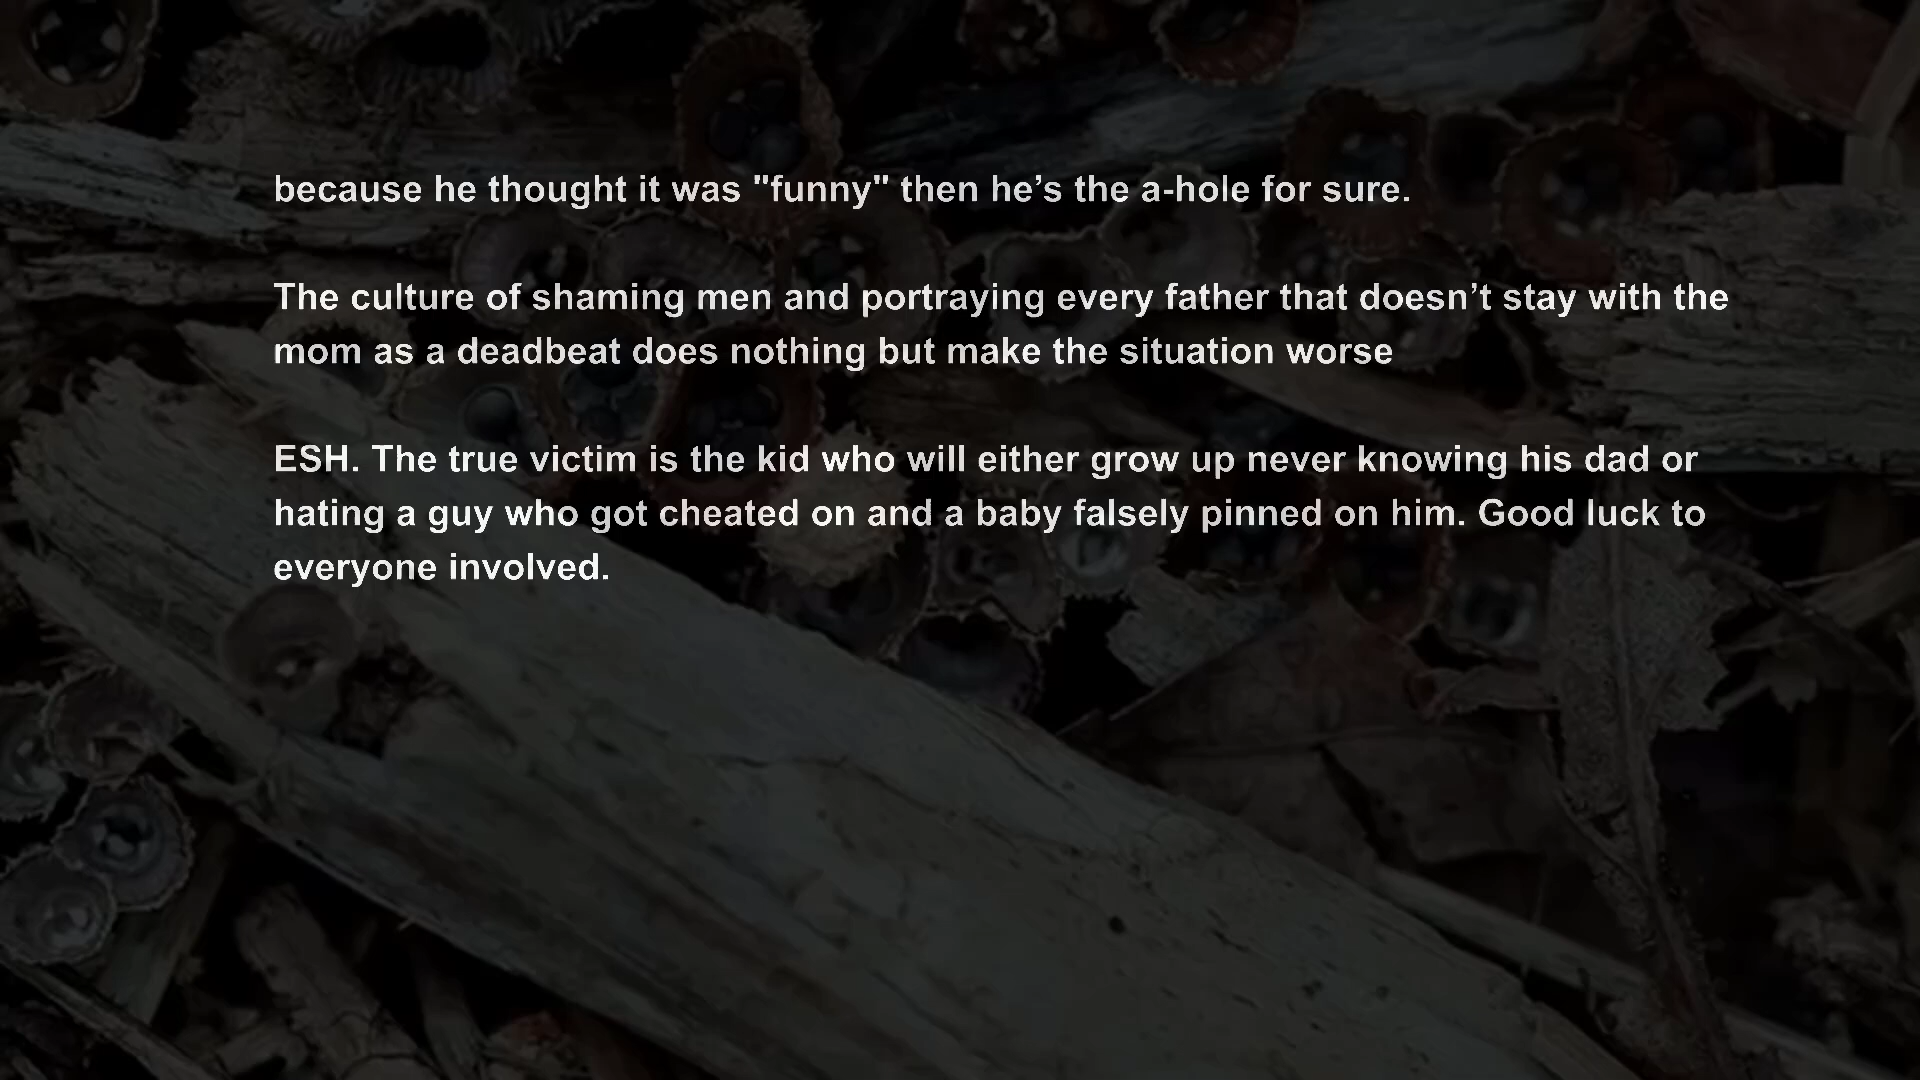 because he thought it was "funny" then he’s the a-hole for sure.
The culture of shaming men and portraying every father that doesn’t stay with the
mom as a deadbeat does nothing but make the situation worse
ESH. The true victim is the kid who will either grow up never knowing his dad or
hating a guy who got cheated on and a baby falsely pinned on him. Good luck to
everyone involved.